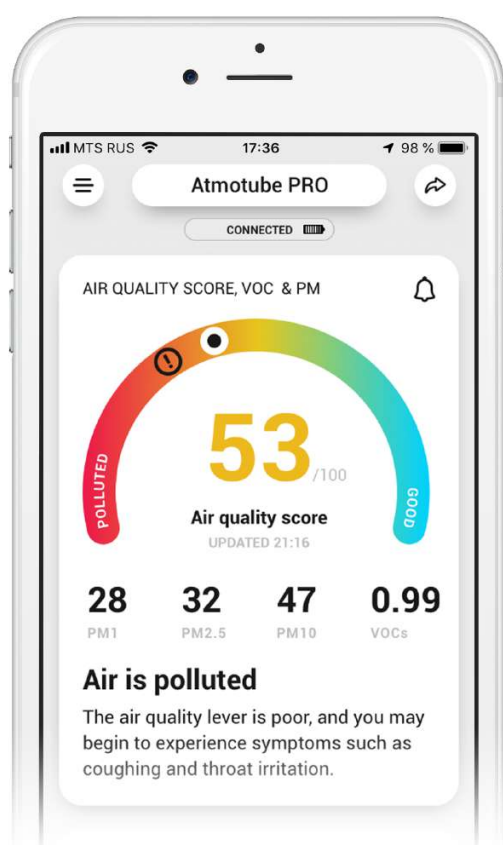 MTS RUS 17:36 98 %
Atmotube PRO
CONNECTED
AIR QUALITY SCORE, VOC & PM
POLLUTED
GOOD
53/100
Air quality score
UPDATED 21:16
28 32 47 0.99
PM1 PM2.5 PM10 VOCs
Air is polluted
The air quality lever is poor, and you may
begin to experience symptoms such as
coughing and throat irritation.